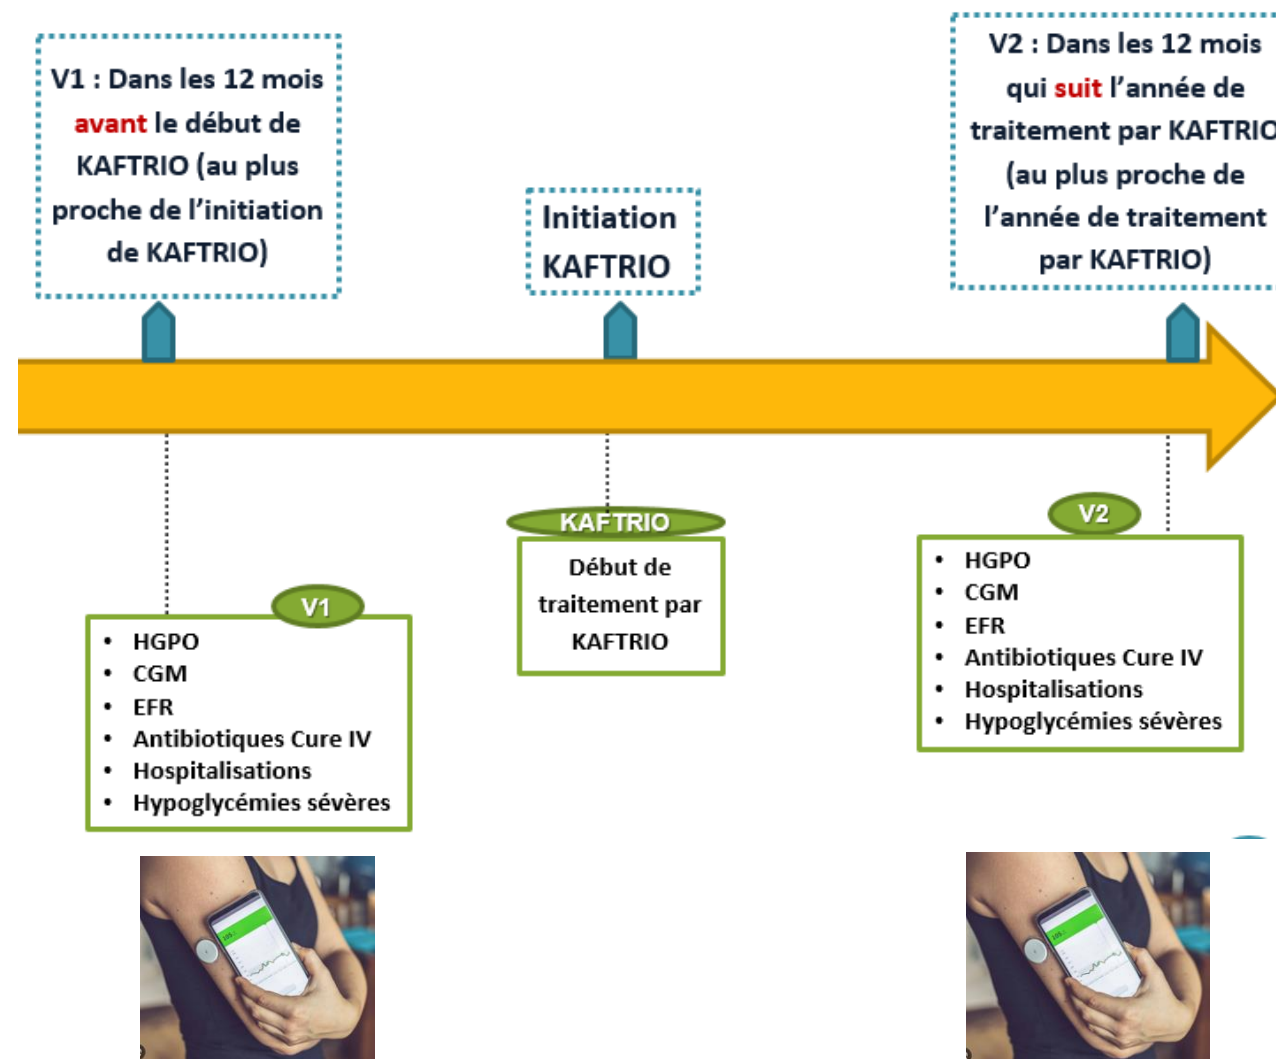 V1 : Dans les 12 mois
avant le début de
KAFTRIO (au plus
proche de l'initiation
de KAFTRIO)
Initiation
KAFTRIO
V2 : Dans les 12 mois
qui suit l'année de
traitement par KAFTRIO
(au plus proche de
l'année de traitement
par KAFTRIO)
V1
• HGPO
• CGM
• EFR
• Antibiotiques Cure IV
• Hospitalisations
• Hypoglycémies sévères
KAFTRIO
Début de
traitement par
KAFTRIO
V2
• HGPO
• CGM
• EFR
• Antibiotiques Cure IV
• Hospitalisations
• Hypoglycémies sévères
105
105